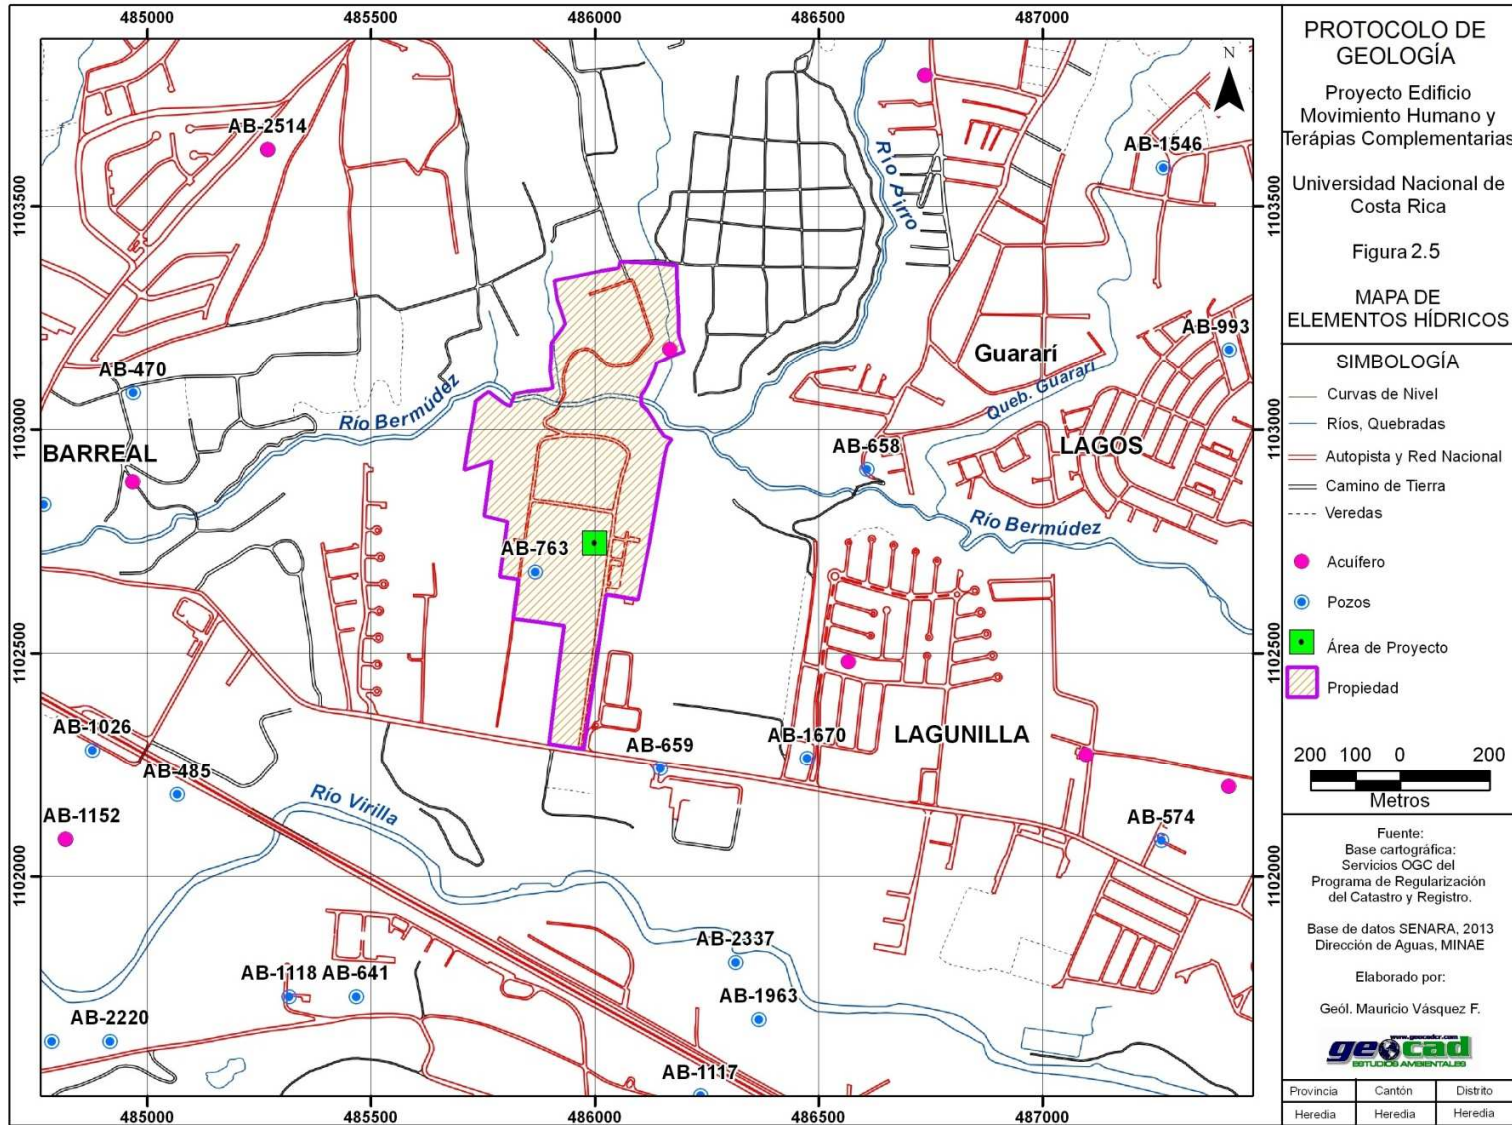 485000
485500
486000
486500
487000
1103500
1103000
1102500
1102000
1103500
1103000
1102500
1102000
N
AB-2514
Río Pirro
AB-1546
AB-993
Guararí
AB-470
Río Bermúdez
Queb. Guararí
BARREAL
AB-658
LAGOS
Río Bermúdez
AB-763
AB-1026
AB-659
AB-1670
LAGUNILLA
AB-485
Río Virilla
AB-1152
AB-574
AB-2337
AB-1118
AB-641
AB-1963
AB-2220
AB-1117
485000
485500
486000
486500
487000
PROTOCOLO DE
GEOLOGÍA
Proyecto Edificio
Movimiento Humano y
Terápias Complementarias
Universidad Nacional de
Costa Rica
Figura 2.5
MAPA DE
ELEMENTOS HÍDRICOS
SIMBOLOGÍA
Curvas de Nivel
Ríos, Quebradas
Autopista y Red Nacional
Camino de Tierra
Veredas
Acuífero
Pozos
Área de Proyecto
Propiedad
200 100 0 200
Metros
Fuente:
Base cartográfica:
Servicios OGC del
Programa de Regularización
del Catastro y Registro.
Base de datos SENARA, 2013
Dirección de Aguas, MINAE
Elaborado por:
Geól. Mauricio Vásquez F.
www.geocadcr.com
geocad
ESTUDIOS AMBIENTALES
Provincia Cantón Distrito
Heredia Heredia Heredia